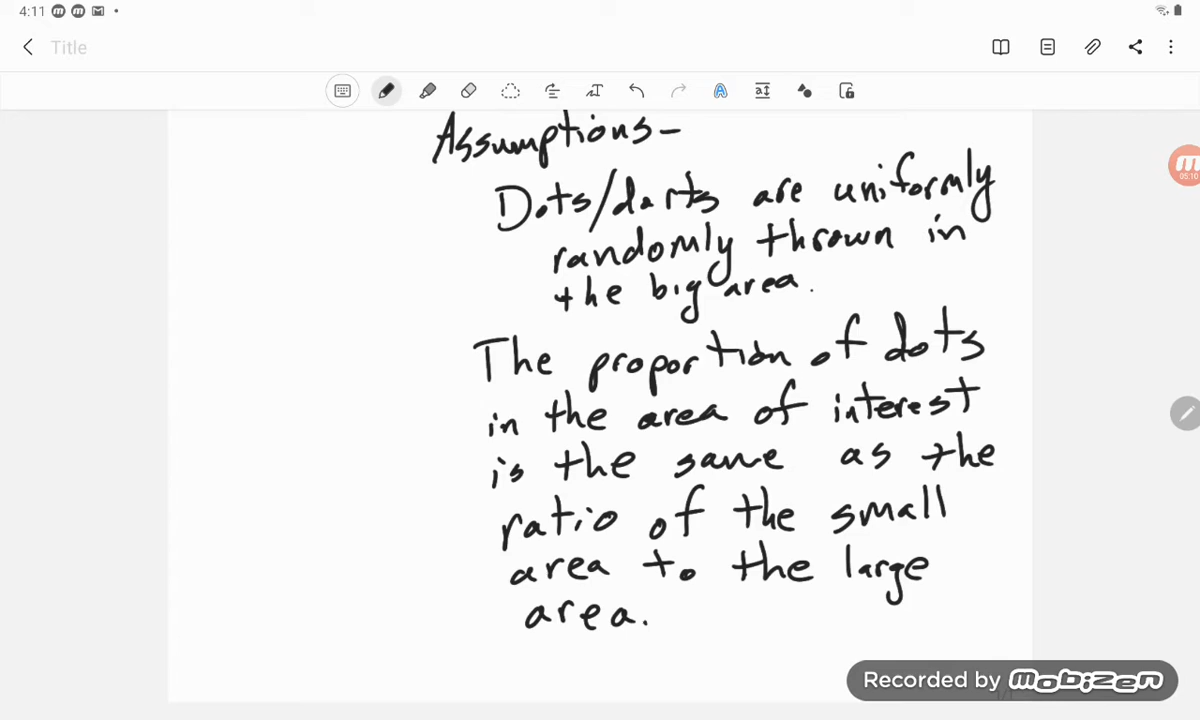 4:11
Title
Assumptions-
Dots/darts are uniformly
randomly thrown in
the big area.
The proportion of dots
in the area of interest
is the same as the
ratio of the small
area to the large
area.
05:10
Recorded by mobizen